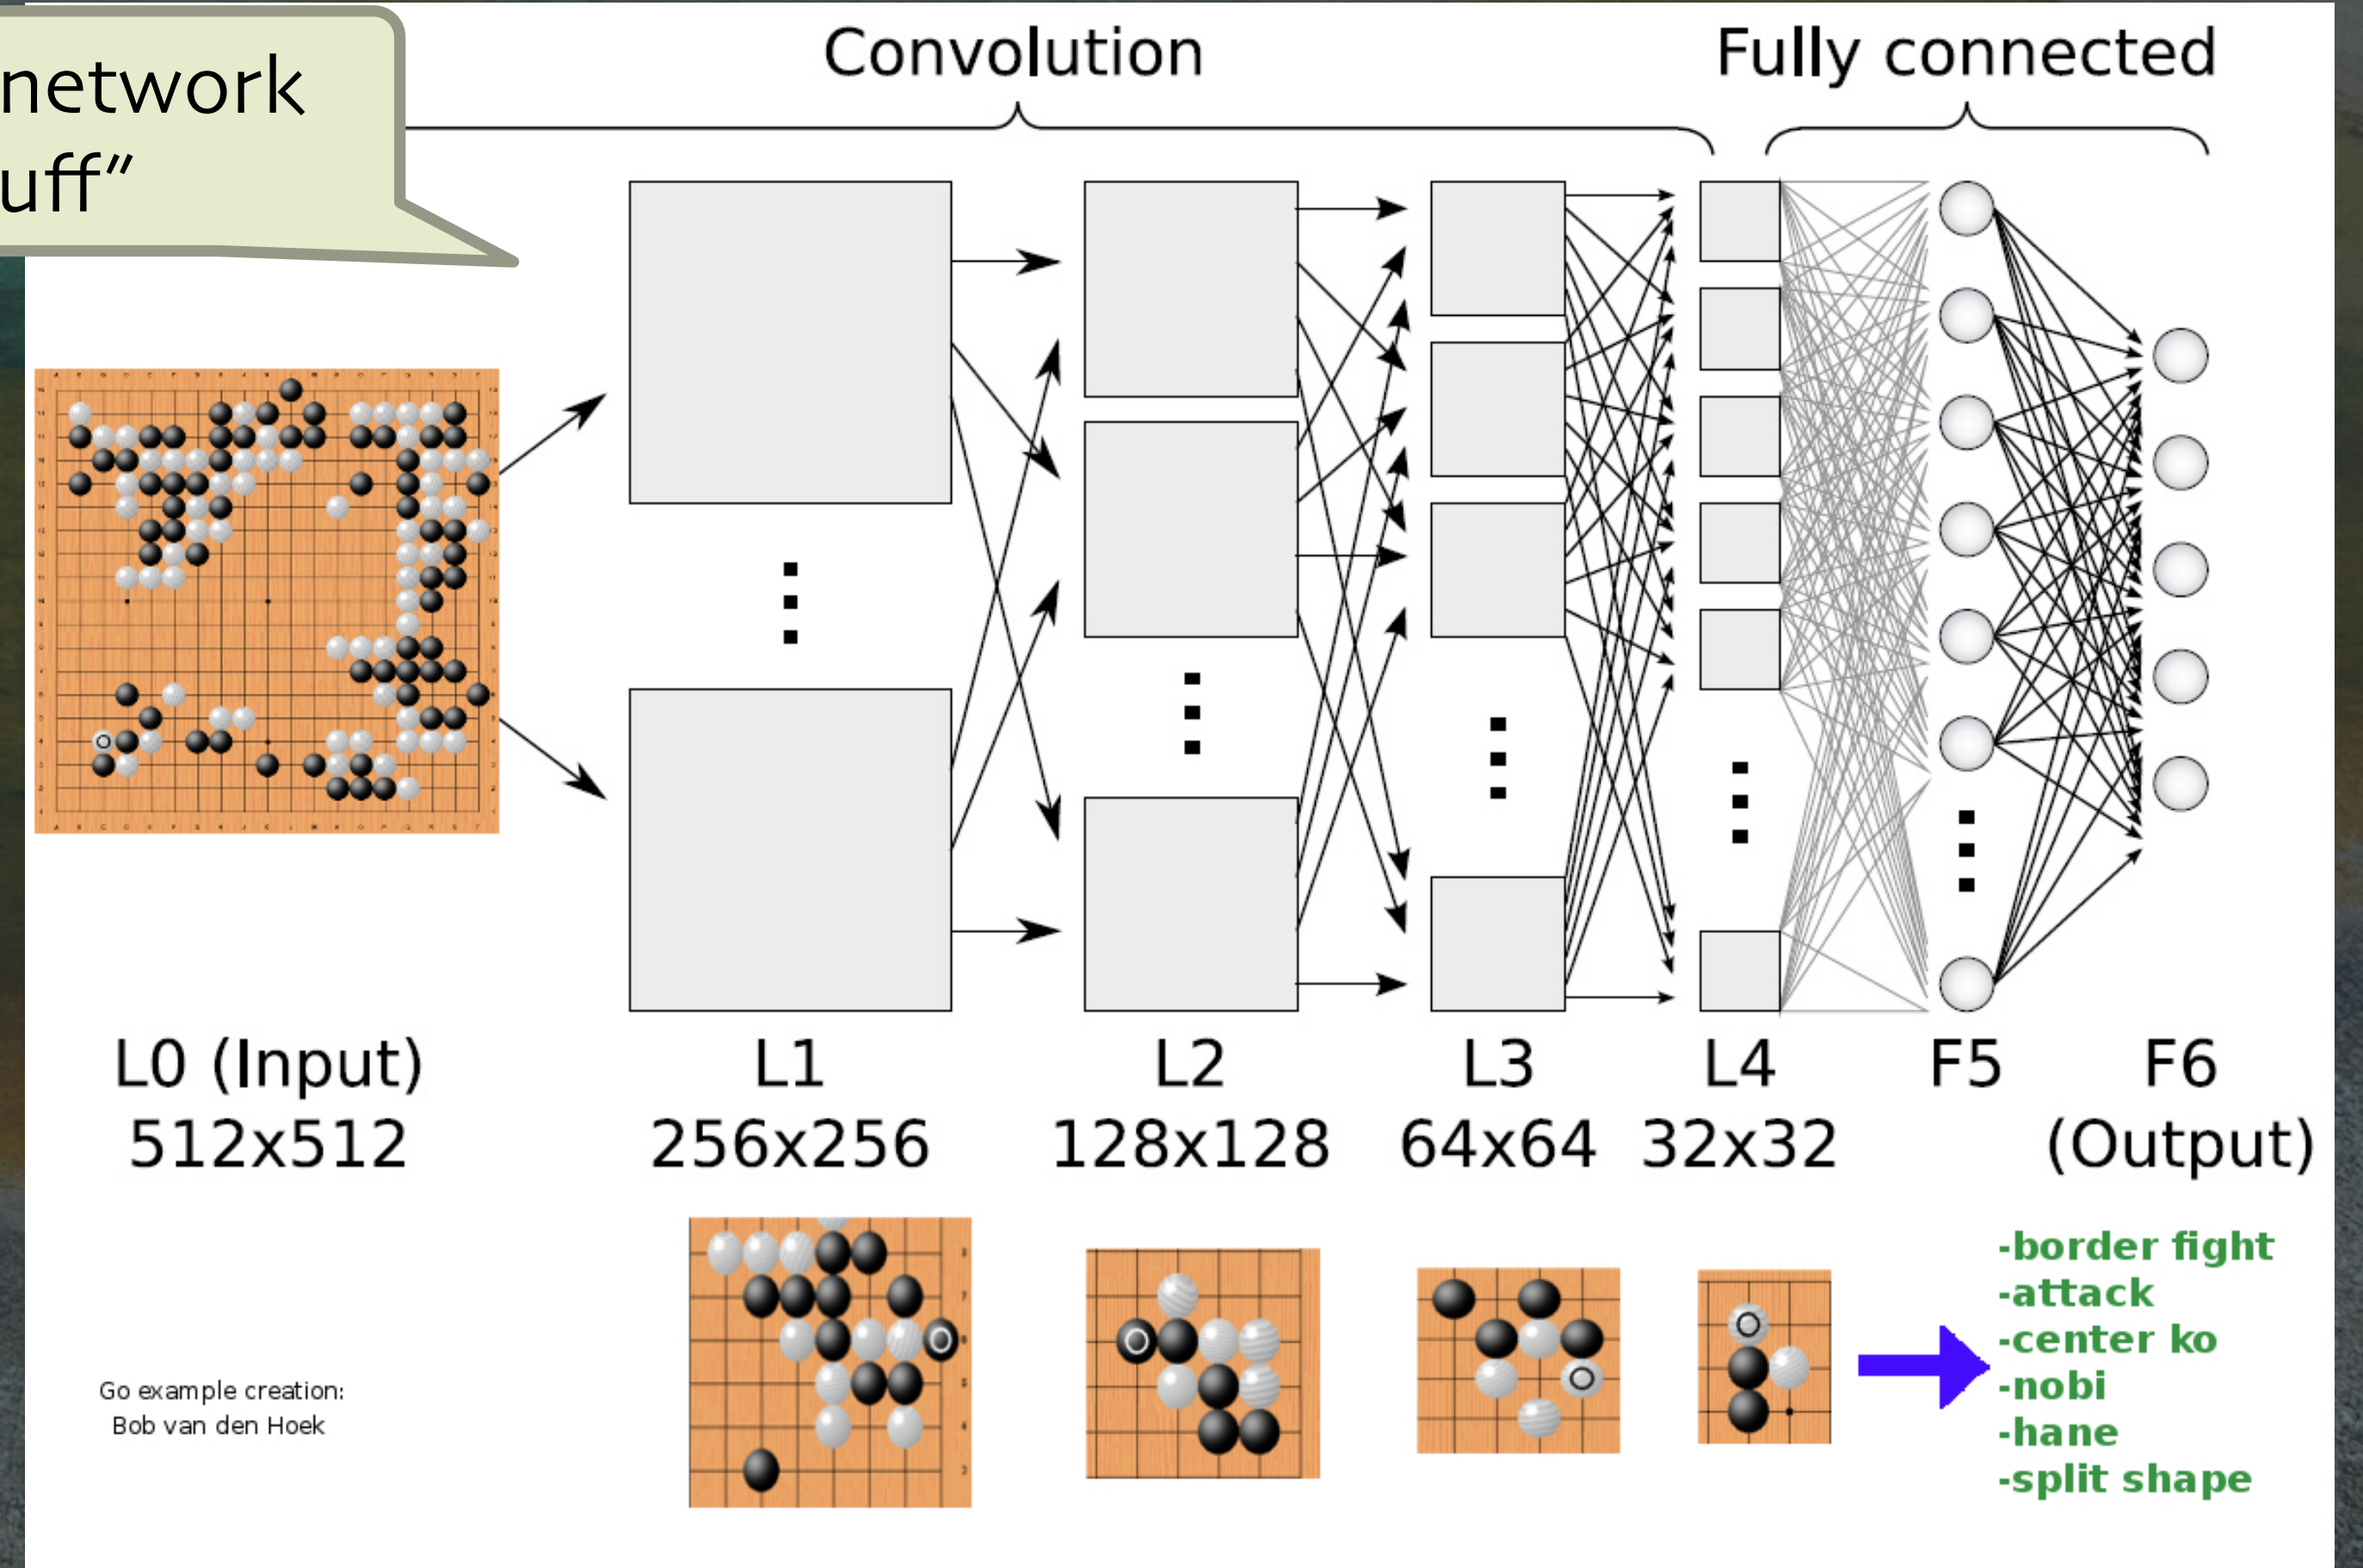 network
uff"
Convolution
Fully connected
L0 (Input)
512x512
L1
256x256
L2
128x128
L3
64x64
L4
32x32
F5
F6
(Output)
Go example creation:
Bob van den Hoek
-border fight
-attack
-center ko
-nobi
-hane
-split shape